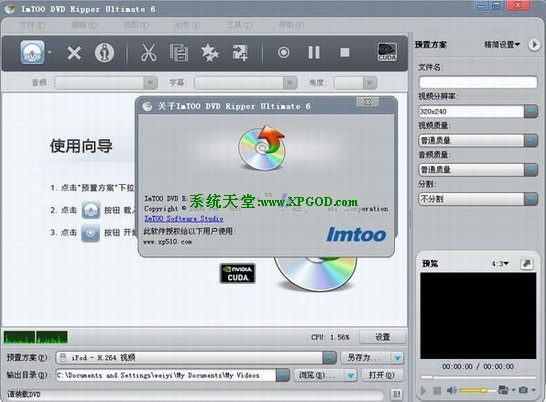 ImTOO DVD Ripper Ultimate 6
文件(F) 编辑(E) 视图(V) 动作(A) 工具(T) 帮助(H)
DVD
CUDA
音频: 字幕: 角度:
使用向导
1. 点击"预置方案"下拉
2. 点击 按钮 载入
3. 点击 按钮 开始
关于ImTOO DVD Ripper Ultimate 6
ImTOO DVD R
系统天堂:www.XPGOD.com
Copyright © Corporation
ImTOO Software Studio
此软件授权给以下用户使用:
www.xp510.com
Imtoo
NVIDIA
CUDA
CPU: 1.56% 设置
预置方案(P): iPod - H.264 视频 另存为...
输出目录(D): C:\Documents and Settings\weiyi\My Documents\My Videos 浏览(B)... 打开(O)
请装载DVD
预置方案 精简设置
文件名:
视频分辨率:
320x240
视频质量:
普通质量
音频质量:
普通质量
分割:
不分割
预览 4:3
00:00:00 / 00:00:00